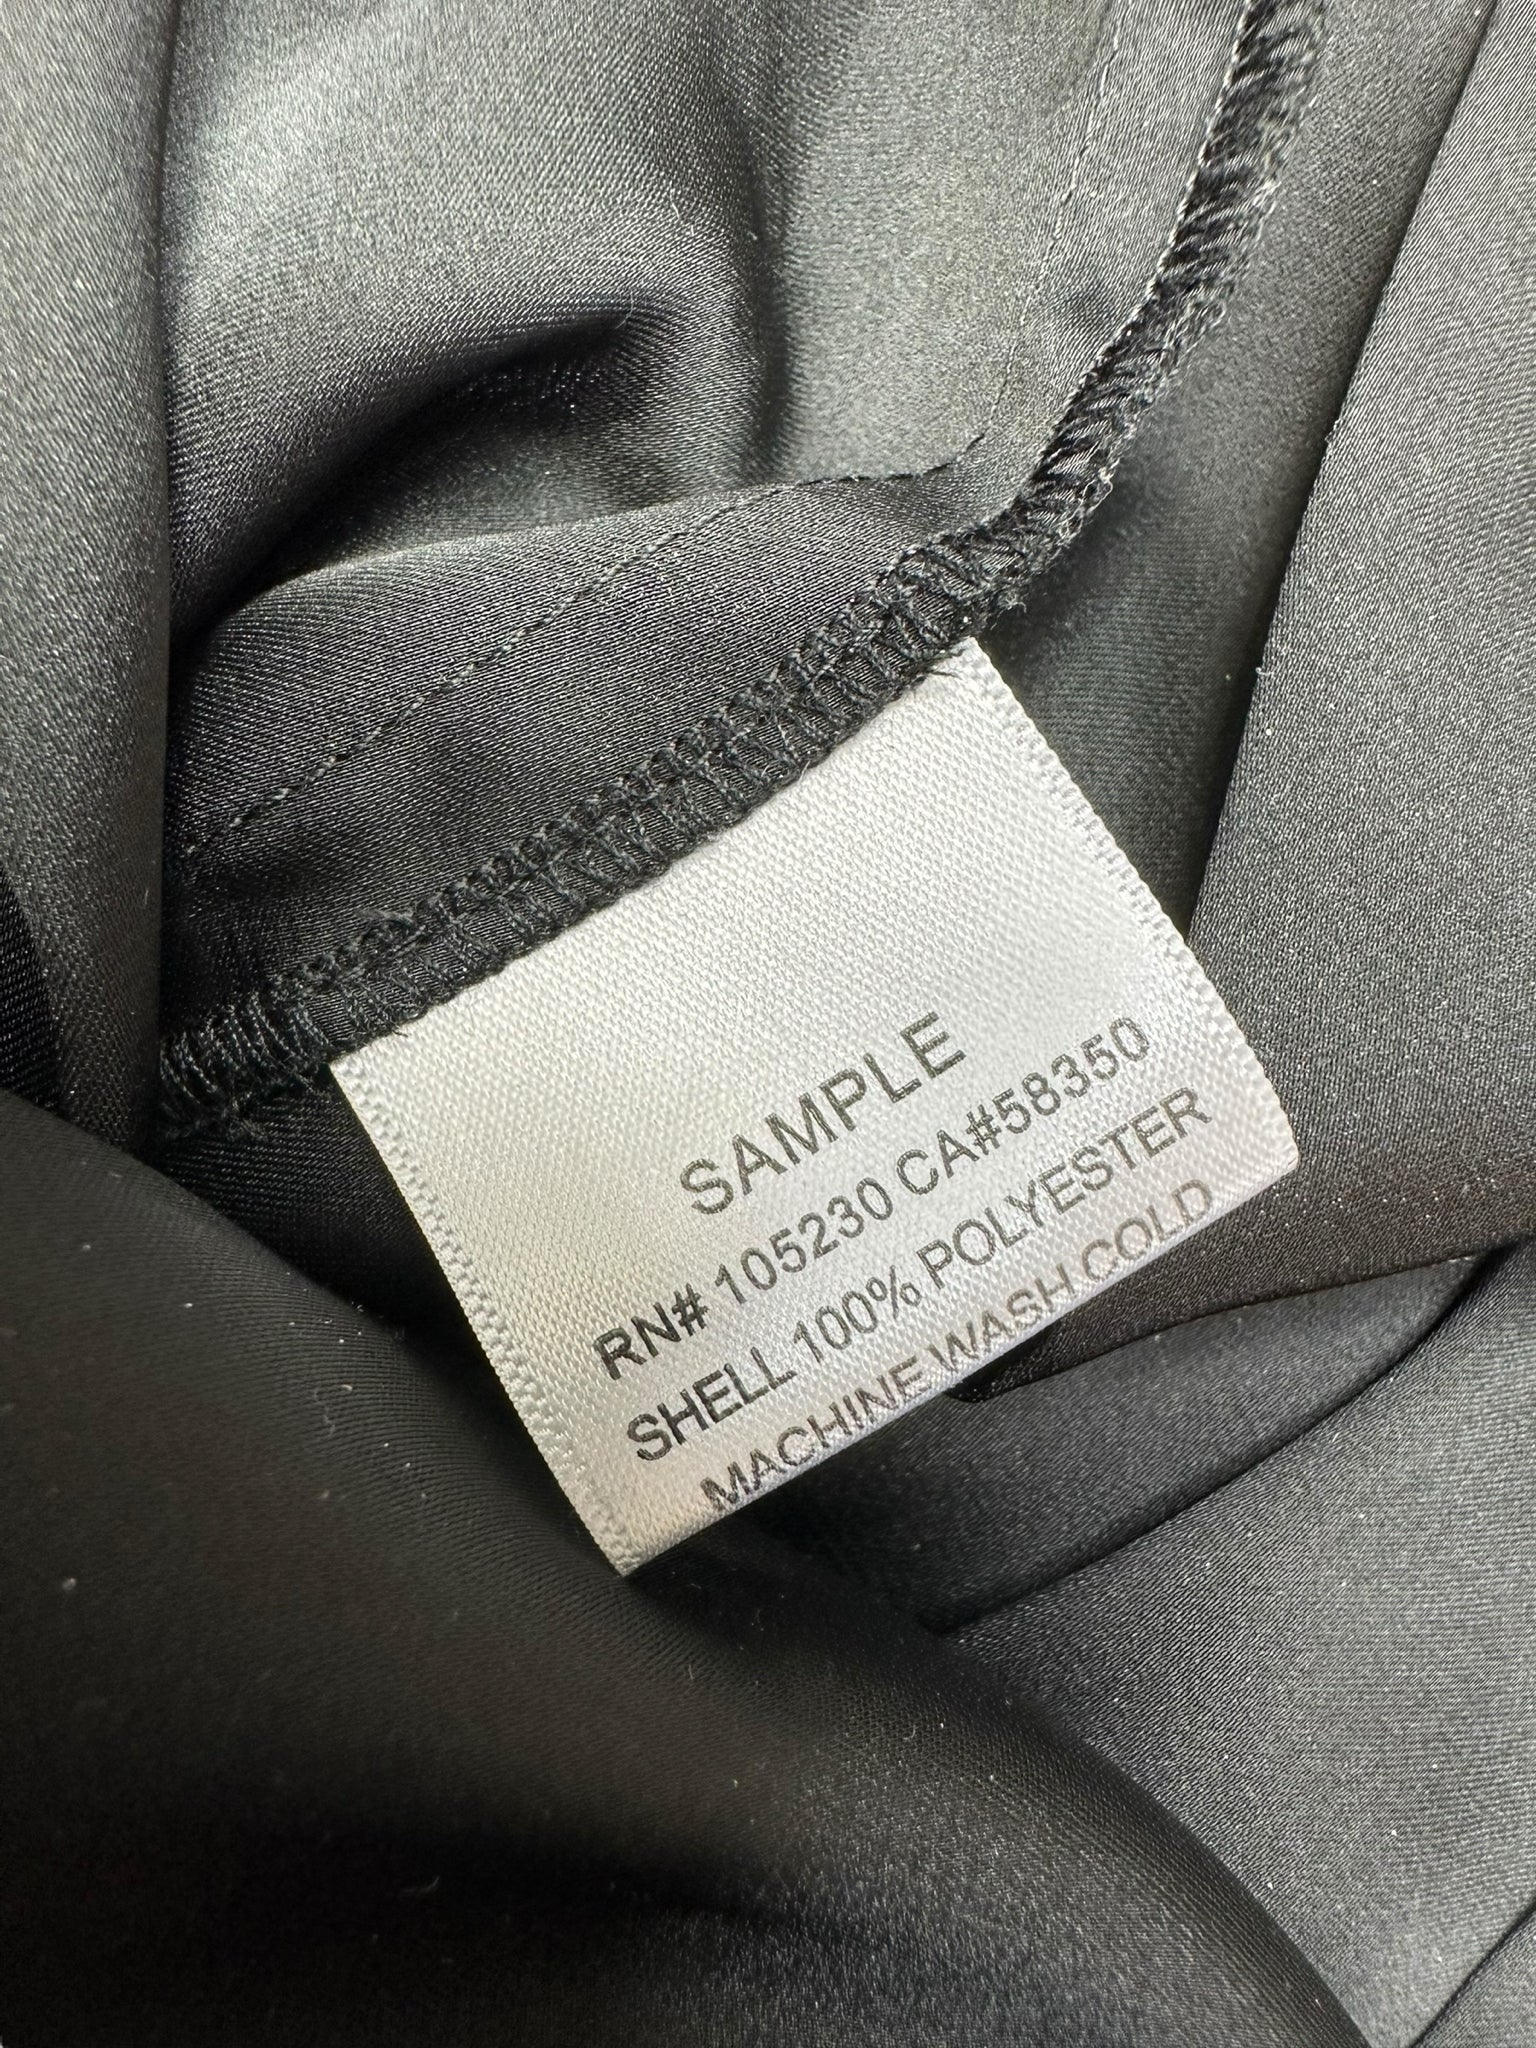 SAMPLE
RN# 105230 CA#58350
SHELL 100% POLYESTER
MACHINE WASH COLD